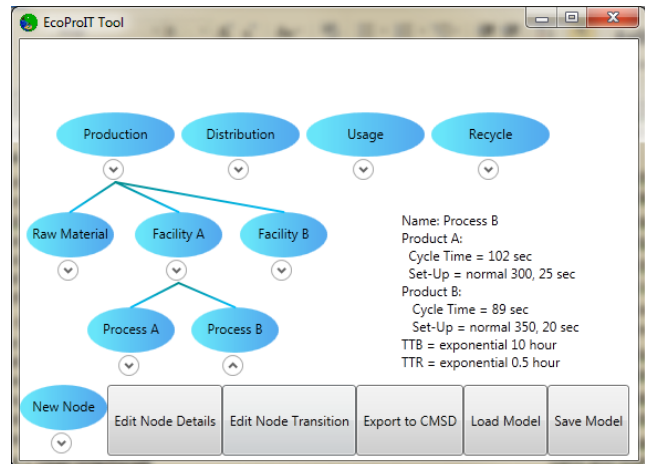 EcoProIT Tool
Production
Distribution
Usage
Recycle
Raw Material
Facility A
Facility B
Name: Process B
Product A:
Cycle Time = 102 sec
Set-Up = normal 300, 25 sec
Product B:
Cycle Time = 89 sec
Set-Up = normal 350, 20 sec
TTB = exponential 10 hour
TTR = exponential 0.5 hour
Process A
Process B
New Node
Edit Node Details
Edit Node Transition
Export to CMSD
Load Model
Save Model